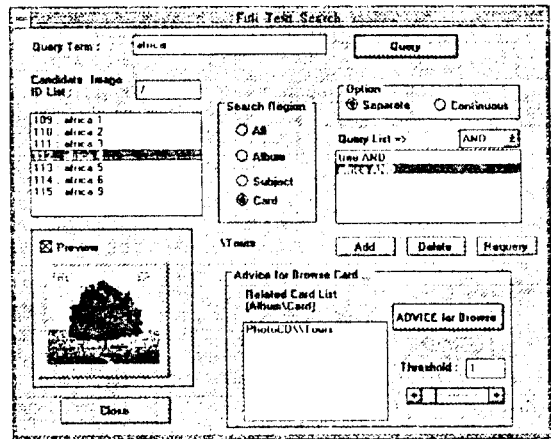 Full Text Search
Query Term :
africa
Query
Candidate Image
ID List :
7
109 africa 1
110 africa 2
111 africa 3
112
113 africa 5
114 africa 6
115 africa 9
Search Region
All
Album
Subject
Card
Option
Separate
Continuous
Query List =>
AND
tree AND
Preview
\Tours
Add
Delete
Requery
Advice for Browse Card
Related Card List
[Album\Card]
PhotoCD\\Tours
ADVICE for Browse
Threshold :
1
Close